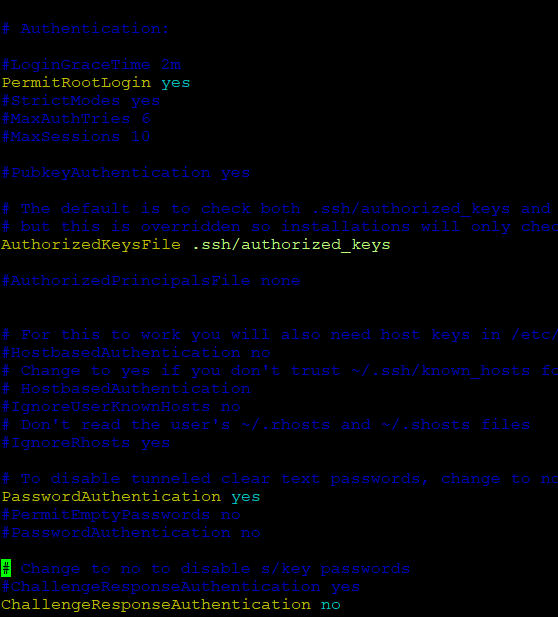 # Authentication:
#LoginGraceTime 2m
PermitRootLogin yes
#StrictModes yes
#MaxAuthTries 6
#MaxSessions 10
#PubkeyAuthentication yes
# The default is to check both .ssh/authorized_keys and
# but this is overridden so installations will only chec
AuthorizedKeysFile .ssh/authorized_keys
#AuthorizedPrincipalsFile none
# For this to work you will also need host keys in /etc/
#HostbasedAuthentication no
# Change to yes if you don't trust ~/.ssh/known_hosts fo
# HostbasedAuthentication
#IgnoreUserKnownHosts no
# Don't read the user's ~/.rhosts and ~/.shosts files
#IgnoreRhosts yes
# To disable tunneled clear text passwords, change to no
PasswordAuthentication yes
#PermitEmptyPasswords no
#PasswordAuthentication no
# Change to no to disable s/key passwords
#ChallengeResponseAuthentication yes
ChallengeResponseAuthentication no